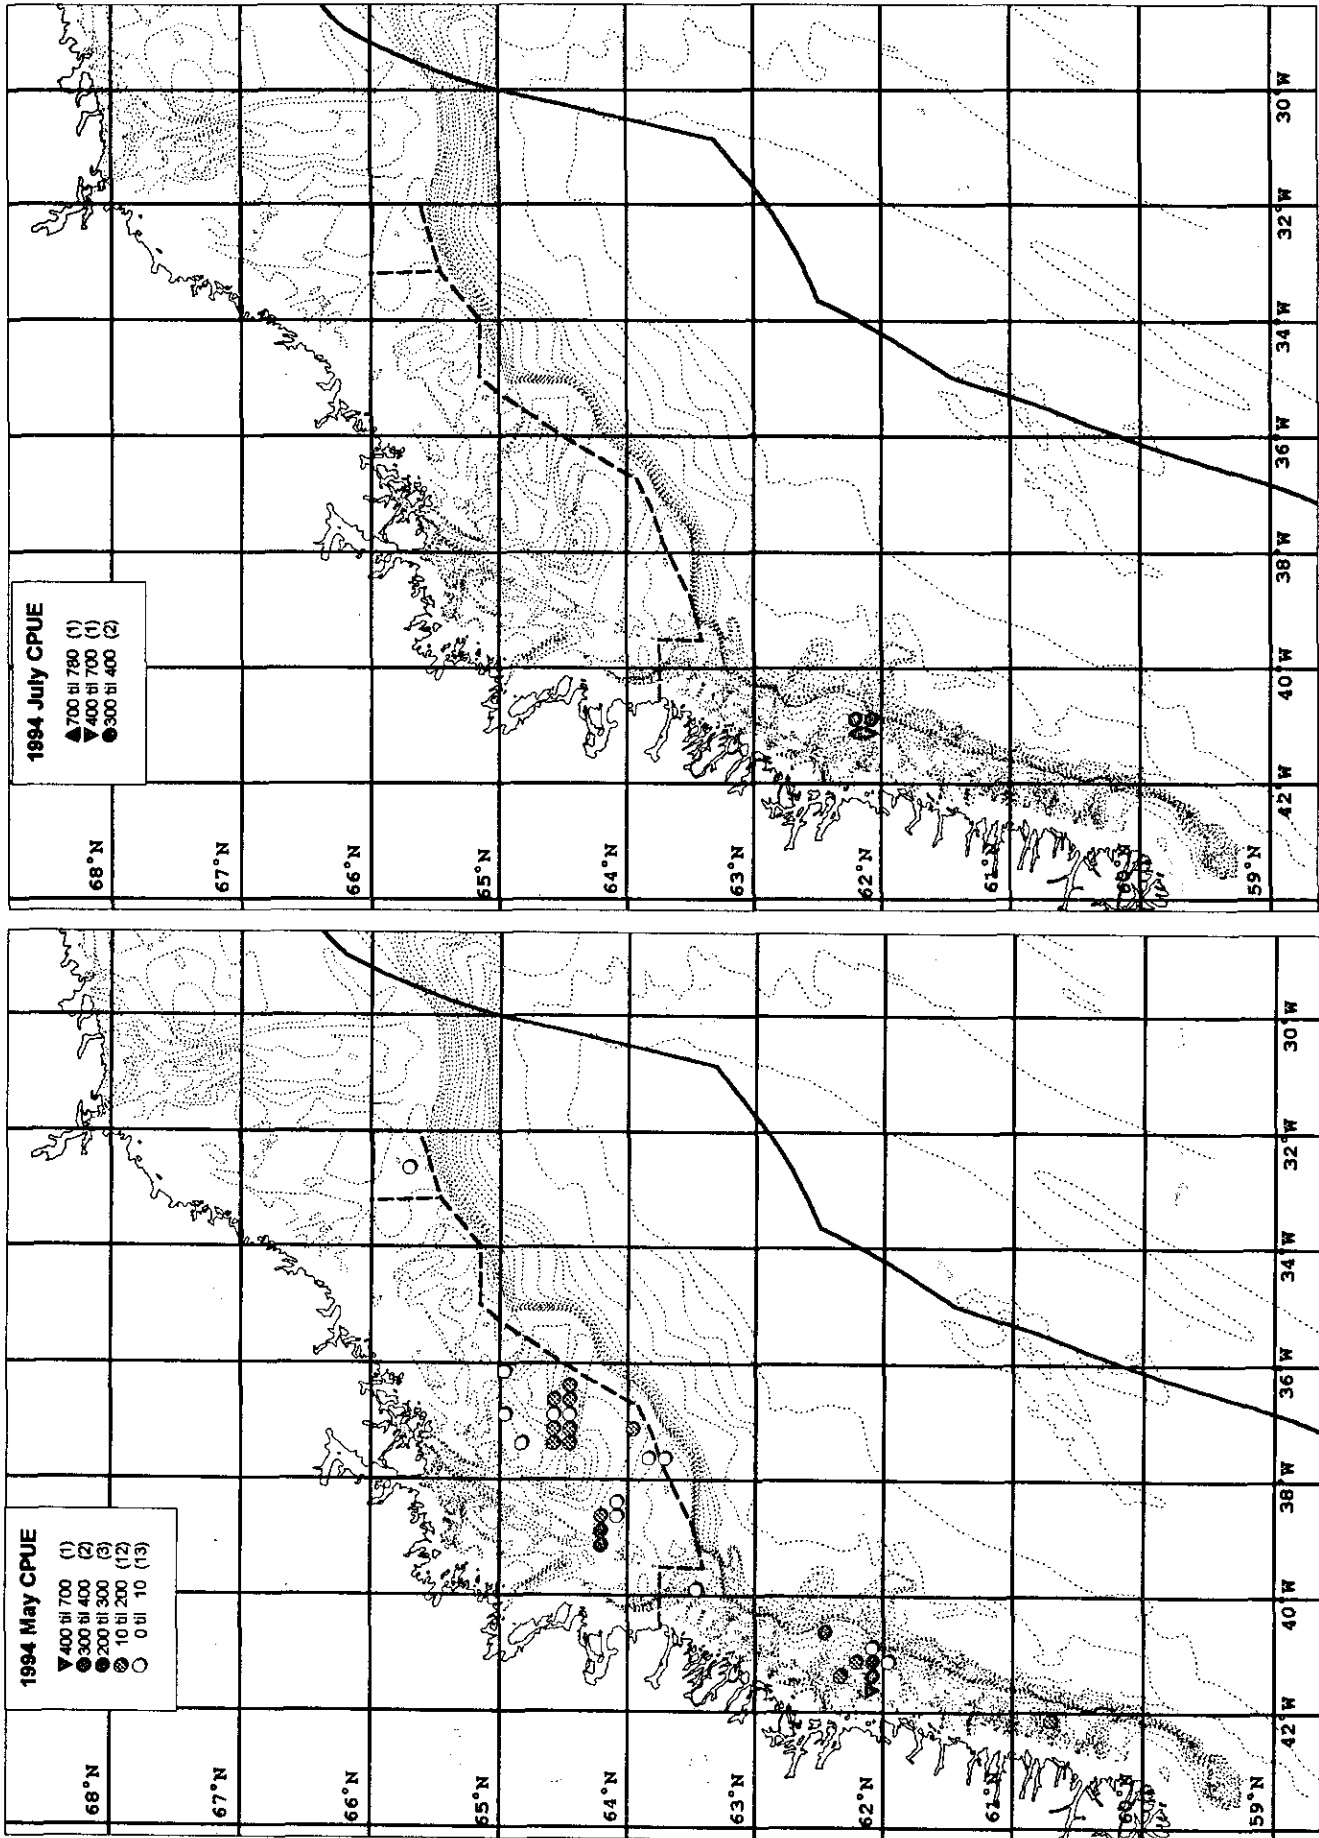 1994 May CPUE
▼ 400 til 700 (1)
● 300 til 400 (2)
● 200 til 300 (3)
● 10 til 200 (12)
○ 0 til 10 (13)
68°N
67°N
66°N
65°N
64°N
63°N
62°N
61°N
60°N
59°N
42°W
40°W
38°W
36°W
34°W
32°W
30°W
1994 July CPUE
▲ 700 til 780 (1)
▼ 400 til 700 (1)
● 300 til 400 (2)
68°N
67°N
66°N
65°N
64°N
63°N
62°N
61°N
60°N
59°N
42°W
40°W
38°W
36°W
34°W
32°W
30°W